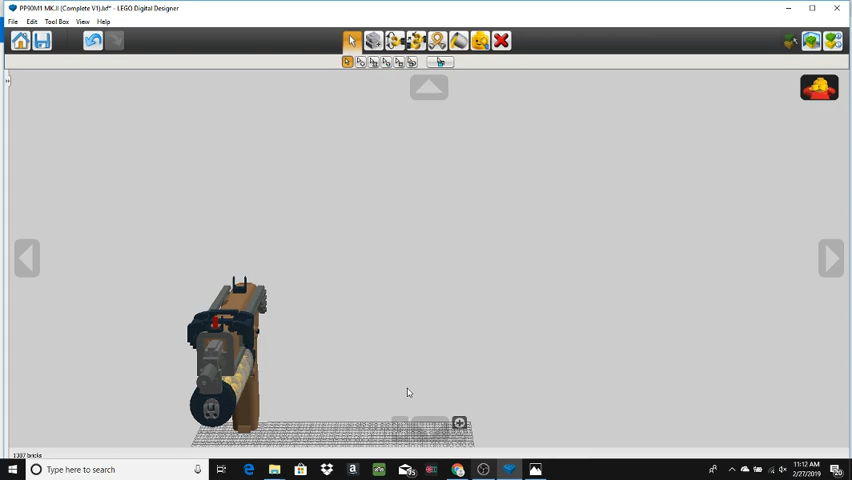 PP90M1 MK.II (Complete V1).lxf* - LEGO Digital Designer
File Edit Tool Box View Help
1387 bricks
Type here to search
11:12 AM
2/27/2019